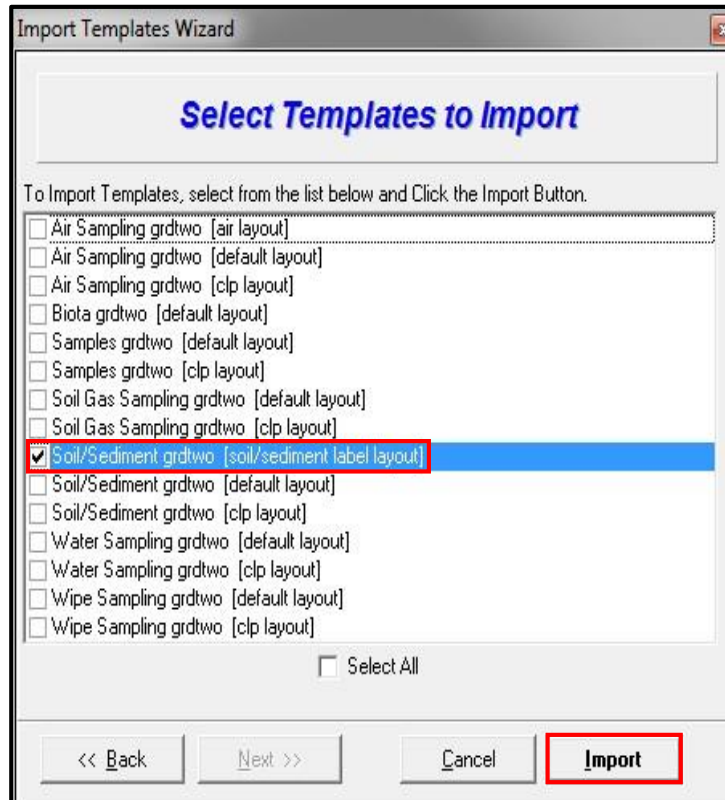 Import Templates Wizard
Select Templates to Import
To Import Templates, select from the list below and Click the Import Button.
Air Sampling grdtwo [air layout]
Air Sampling grdtwo [default layout]
Air Sampling grdtwo [clp layout]
Biota grdtwo [default layout]
Samples grdtwo [default layout]
Samples grdtwo [clp layout]
Soil Gas Sampling grdtwo [default layout]
Soil Gas Sampling grdtwo [clp layout]
Soil/Sediment grdtwo [soil/sediment label layout]
Soil/Sediment grdtwo [default layout]
Soil/Sediment grdtwo [clp layout]
Water Sampling grdtwo [default layout]
Water Sampling grdtwo [clp layout]
Wipe Sampling grdtwo [default layout]
Wipe Sampling grdtwo [clp layout]
Select All
<< Back Next >> Cancel Import